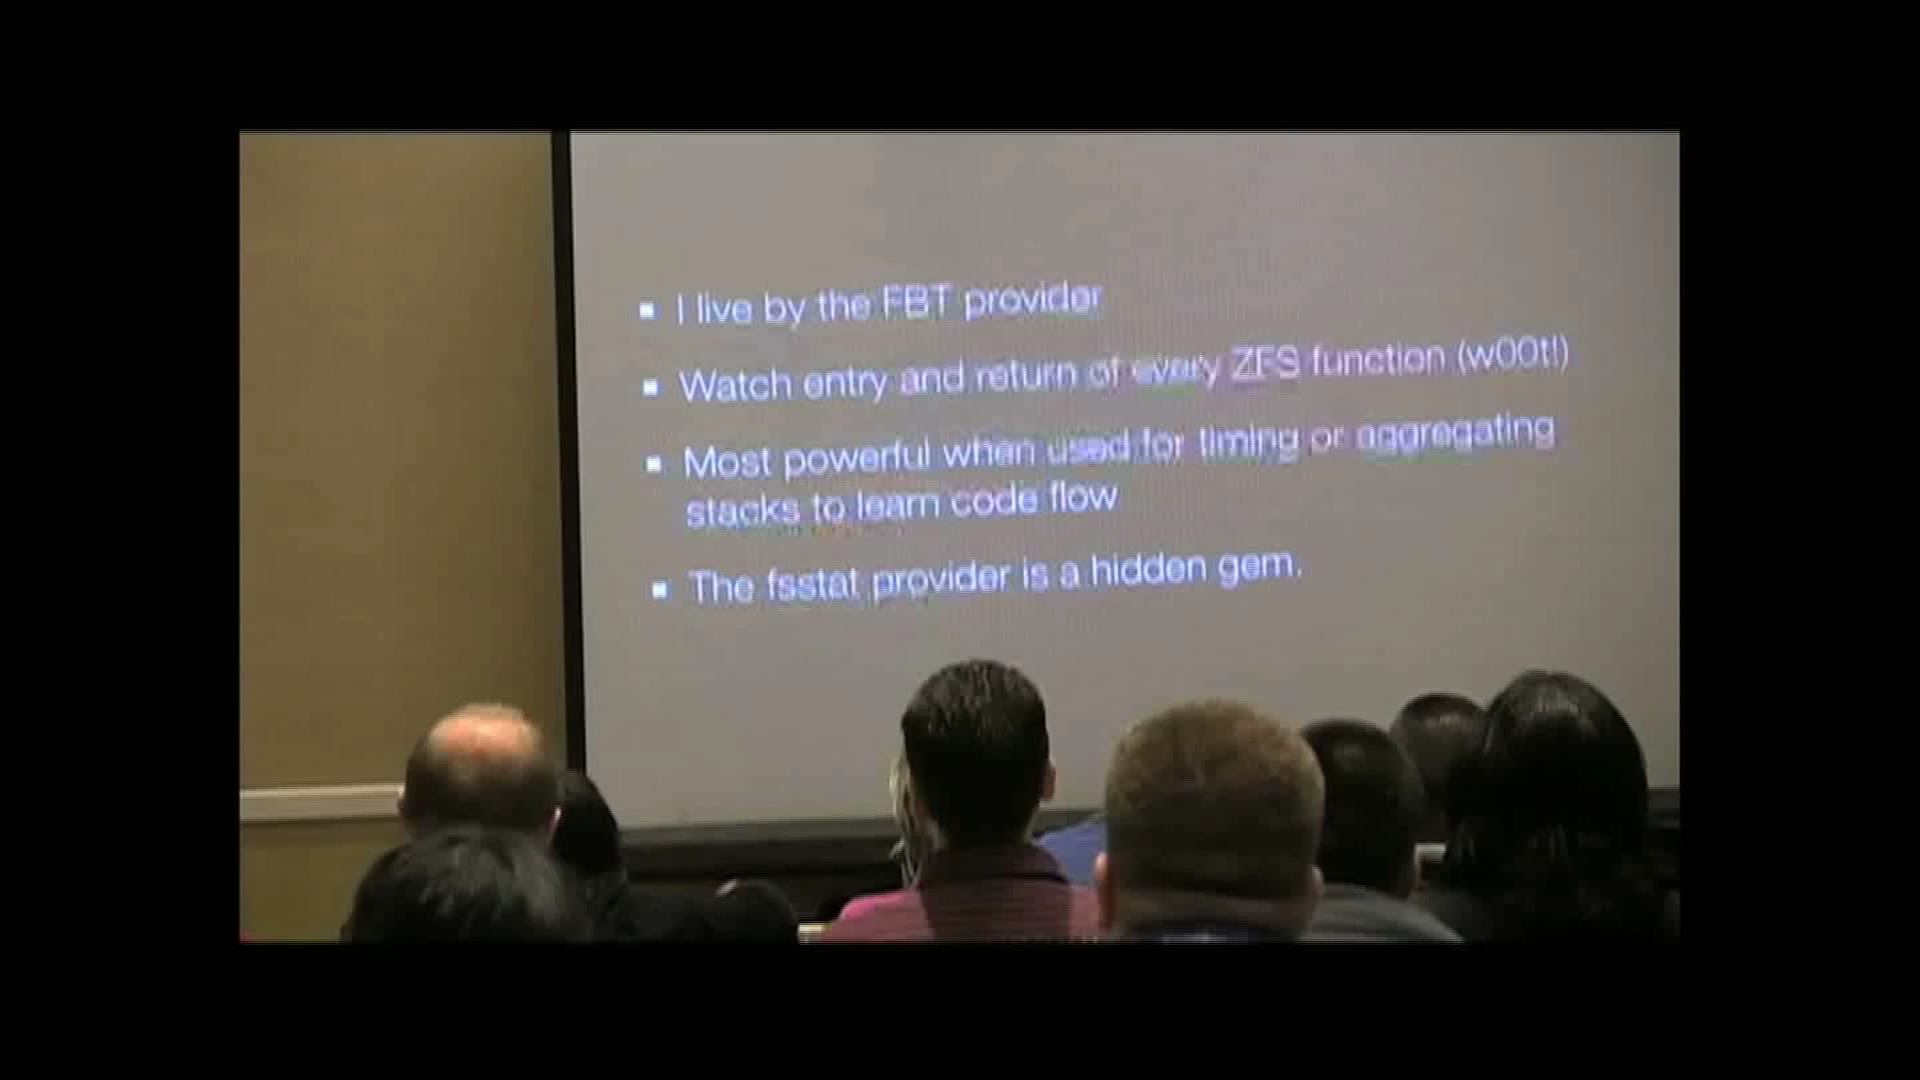 ▪ I live by the FBT provider
▪ Watch entry and return of every ZFS function (w00t!)
▪ Most powerful when used for timing or aggregating
stacks to learn code flow
▪ The fsstat provider is a hidden gem.